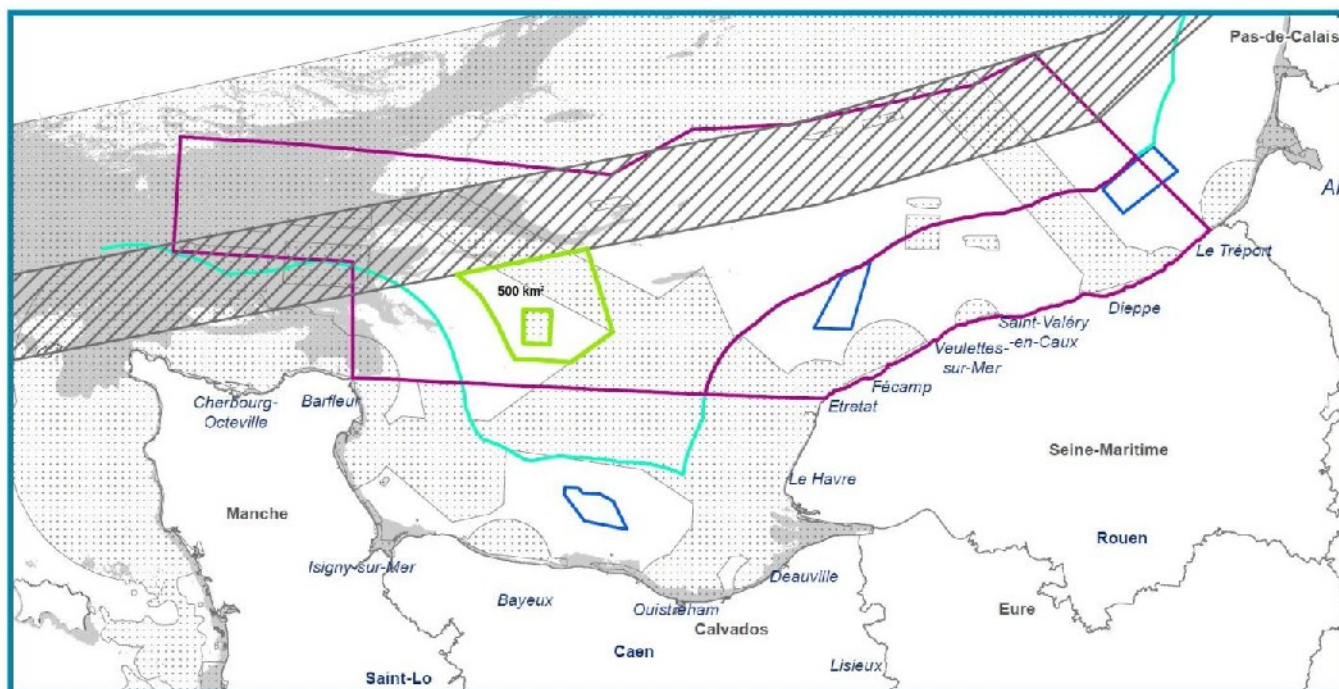 Pas-de-Calais
Le Tréport
500 km²
Dieppe
Saint-Valéry
-en-Caux
Veulettes-
sur-Mer
Fécamp
Etretat
Cherbourg-
Octeville
Barfleur
Seine-Maritime
Le Havre
Manche
Rouen
Isigny-sur-Mer
Deauville
Bayeux
Ouistreham
Eure
Calvados
Caen
Lisieux
Saint-Lo